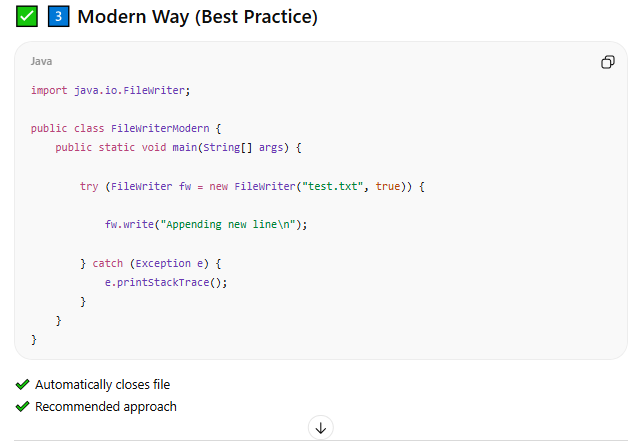 ✅ 3️⃣ Modern Way (Best Practice)
Java
import java.io.FileWriter;
public class FileWriterModern {
public static void main(String[] args) {
try (FileWriter fw = new FileWriter("test.txt", true)) {
fw.write("Appending new line\n");
} catch (Exception e) {
e.printStackTrace();
}
}
}
✔ Automatically closes file
✔ Recommended approach